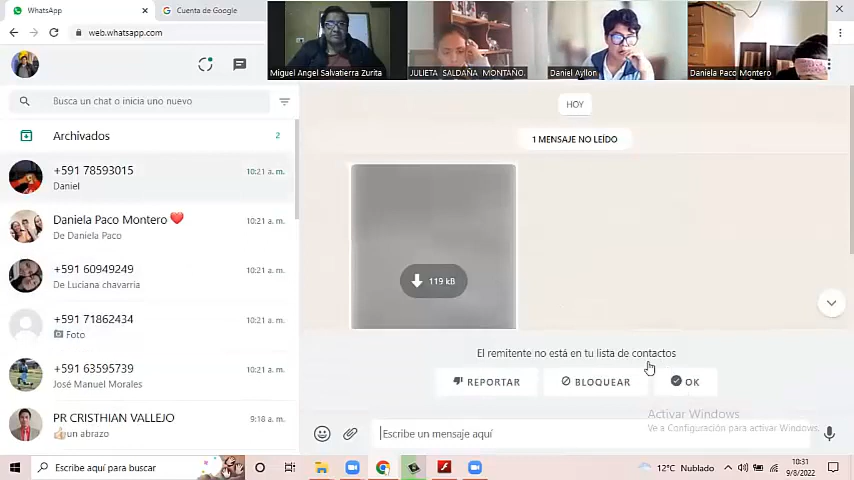 WhatsApp
Cuenta de Google
web.whatsapp.com
Miguel Angel Salvatierra Zurita
JULIETA SALDAÑA MONTAÑO.
Daniel Ayllon
Daniela Paco Montero
Busca un chat o inicia uno nuevo
Archivados
2
+591 78593015
10:21 a. m.
Daniel
Daniela Paco Montero ❤️
10:21 a. m.
De Daniela Paco
+591 60949249
10:21 a. m.
De Luciana chavarria
+591 71862434
10:21 a. m.
Foto
+591 63595739
10:21 a. m.
José Manuel Morales
PR CRISTHIAN VALLEJO
9:18 a. m.
👍🏻un abrazo
HOY
1 MENSAJE NO LEÍDO
119 kB
El remitente no está en tu lista de contactos
REPORTAR
BLOQUEAR
OK
Activar Windows
Ve a Configuración para activar Windows.
Escribe un mensaje aquí
Escribe aquí para buscar
12°C Nublado
10:31
9/8/2022